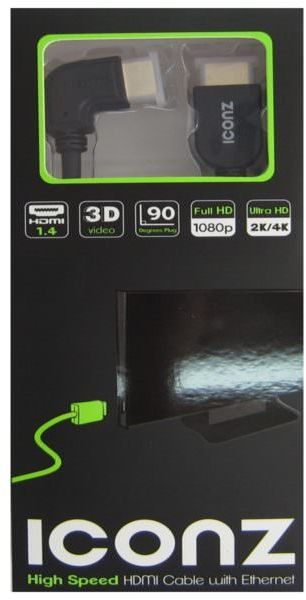 ICONZ
HDMI
1.4
3D
video
90
Degrees Plug
Full HD
1080p
Ultra HD
2K/4K
ICONZ
High Speed HDMI Cable with Ethernet